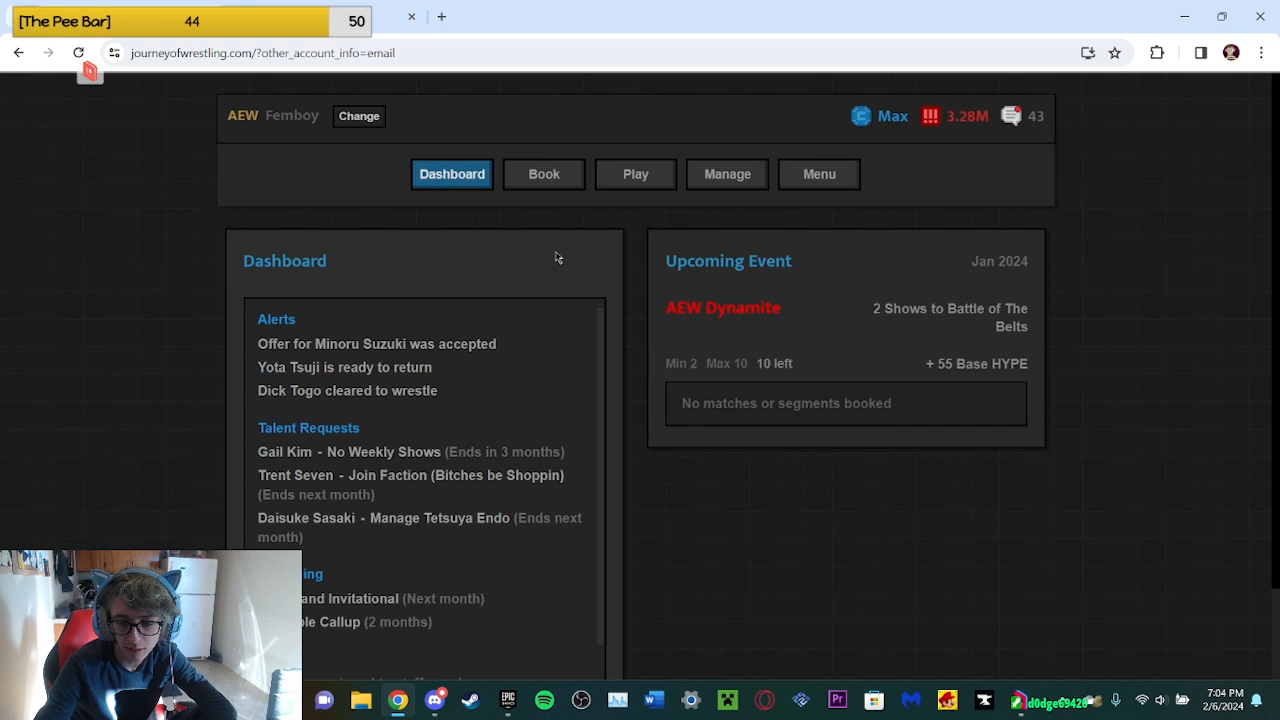 [The Pee Bar] 44 50
journeyofwrestling.com/?other_account_info=email
AEW Femboy Change Max 3.28M 43
Dashboard Book Play Manage Menu
Dashboard
Alerts
Offer for Minoru Suzuki was accepted
Yota Tsuji is ready to return
Dick Togo cleared to wrestle
Talent Requests
Gail Kim - No Weekly Shows (Ends in 3 months)
Trent Seven - Join Faction (Bitches be Shoppin)
(Ends next month)
Daisuke Sasaki - Manage Tetsuya Endo (Ends next
month)
ing
and Invitational (Next month)
ole Callup (2 months)
Upcoming Event Jan 2024
AEW Dynamite 2 Shows to Battle of The
Belts
Min 2 Max 10 10 left + 55 Base HYPE
No matches or segments booked
EPIC
W
Pr
d0dge69420
7:04 PM
2/6/2024